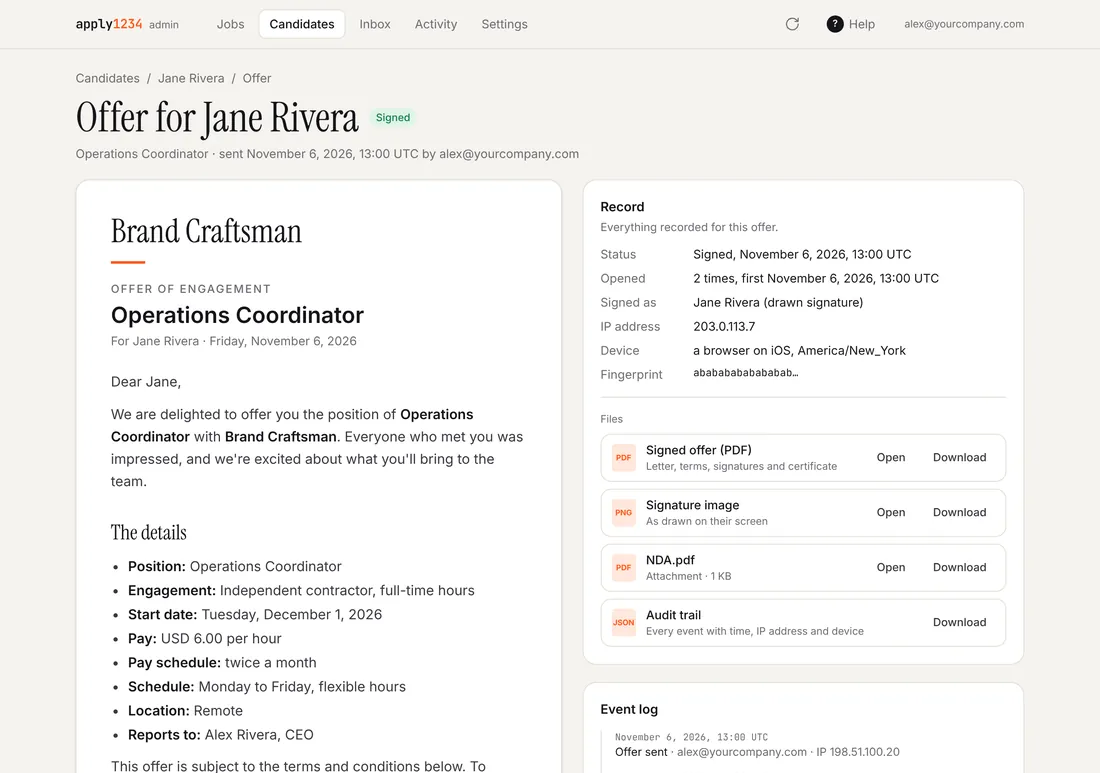 apply1234 admin Jobs Candidates Inbox Activity Settings ? Help alex@yourcompany.com
Candidates / Jane Rivera / Offer
Offer for Jane Rivera Signed
Operations Coordinator · sent November 6, 2026, 13:00 UTC by alex@yourcompany.com
Brand Craftsman
OFFER OF ENGAGEMENT
Operations Coordinator
For Jane Rivera · Friday, November 6, 2026
Dear Jane,
We are delighted to offer you the position of Operations
Coordinator with Brand Craftsman. Everyone who met you was
impressed, and we're excited about what you'll bring to the
team.
The details
• Position: Operations Coordinator
• Engagement: Independent contractor, full-time hours
• Start date: Tuesday, December 1, 2026
• Pay: USD 6.00 per hour
• Pay schedule: twice a month
• Schedule: Monday to Friday, flexible hours
• Location: Remote
• Reports to: Alex Rivera, CEO
This offer is subject to the terms and conditions below. To
Record
Everything recorded for this offer.
Status Signed, November 6, 2026, 13:00 UTC
Opened 2 times, first November 6, 2026, 13:00 UTC
Signed as Jane Rivera (drawn signature)
IP address 203.0.113.7
Device a browser on iOS, America/New_York
Fingerprint abababababababab…
Files
PDF Signed offer (PDF) Open Download
Letter, terms, signatures and certificate
PNG Signature image Open Download
As drawn on their screen
PDF NDA.pdf Open Download
Attachment · 1 KB
JSON Audit trail Download
Every event with time, IP address and device
Event log
November 6, 2026, 13:00 UTC
Offer sent · alex@yourcompany.com · IP 198.51.100.20